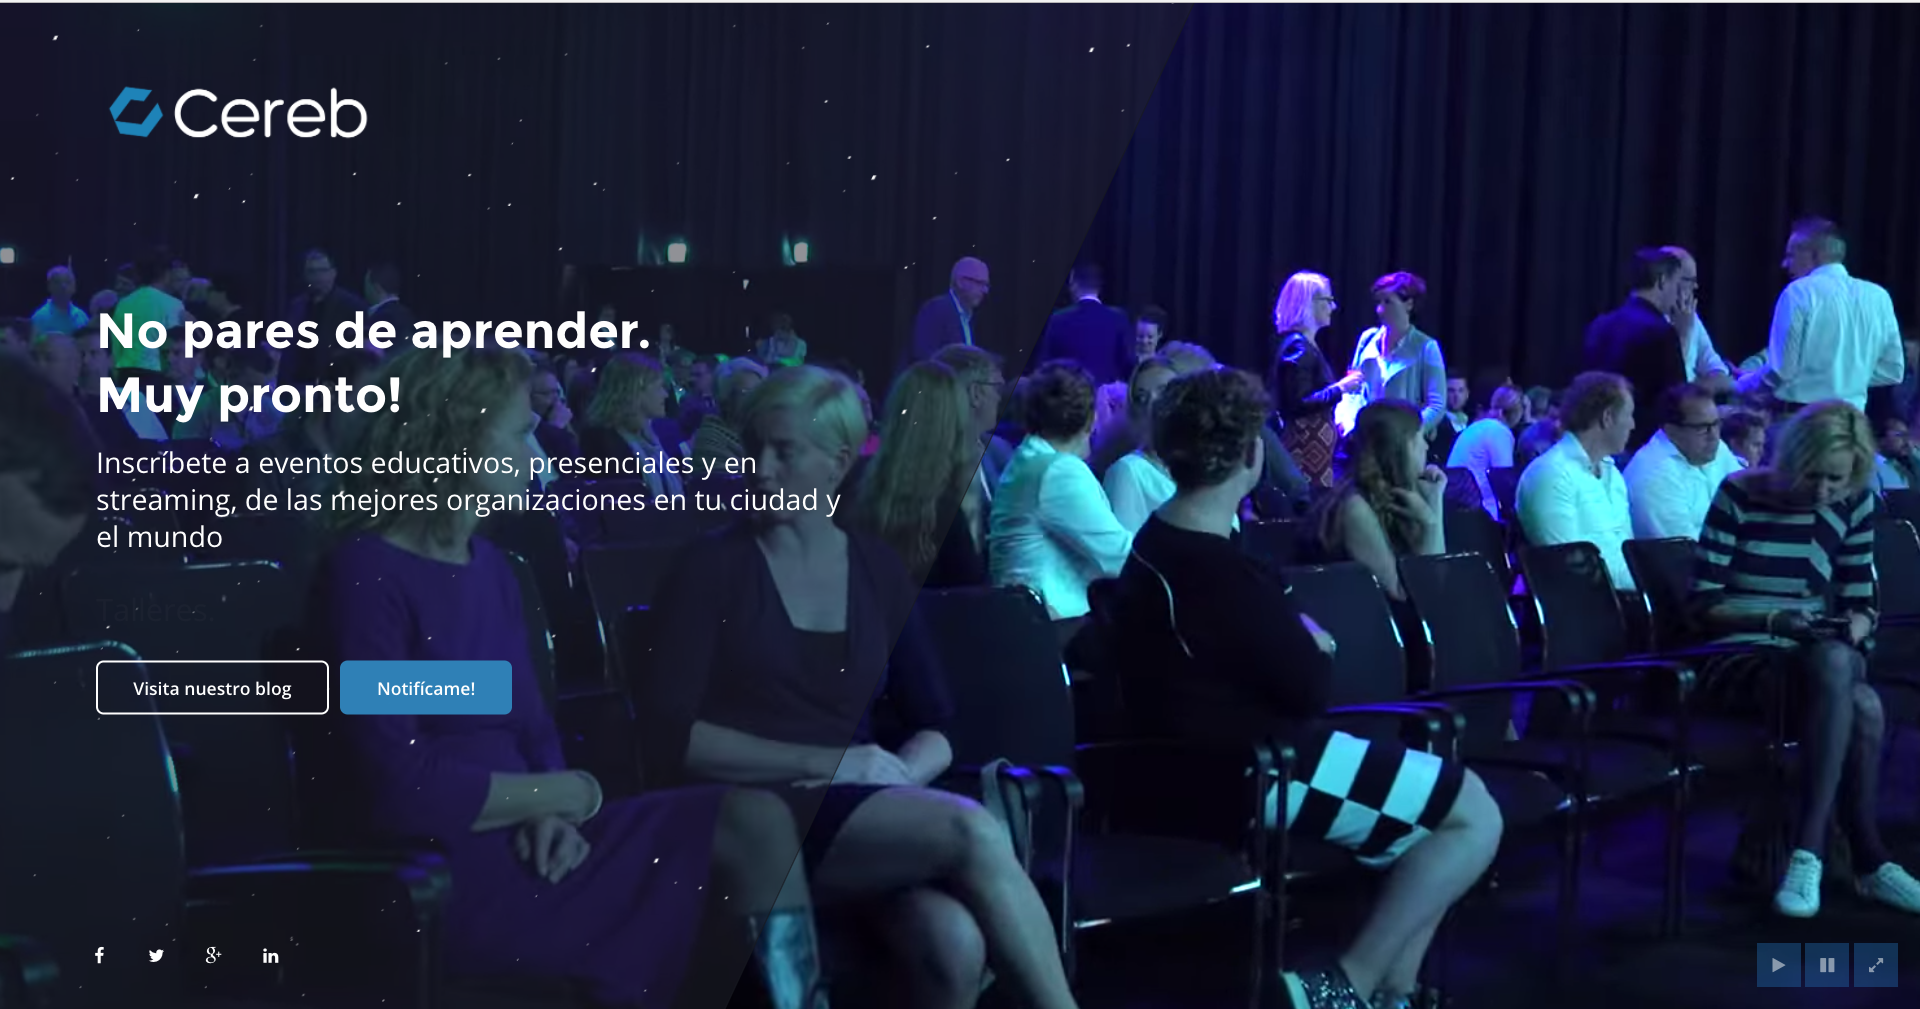 Cereb
No pares de aprender.
Muy pronto!
Inscríbete a eventos educativos, presenciales y en
streaming, de las mejores organizaciones en tu ciudad y
el mundo
Talleres.
Visita nuestro blog
Notifícame!